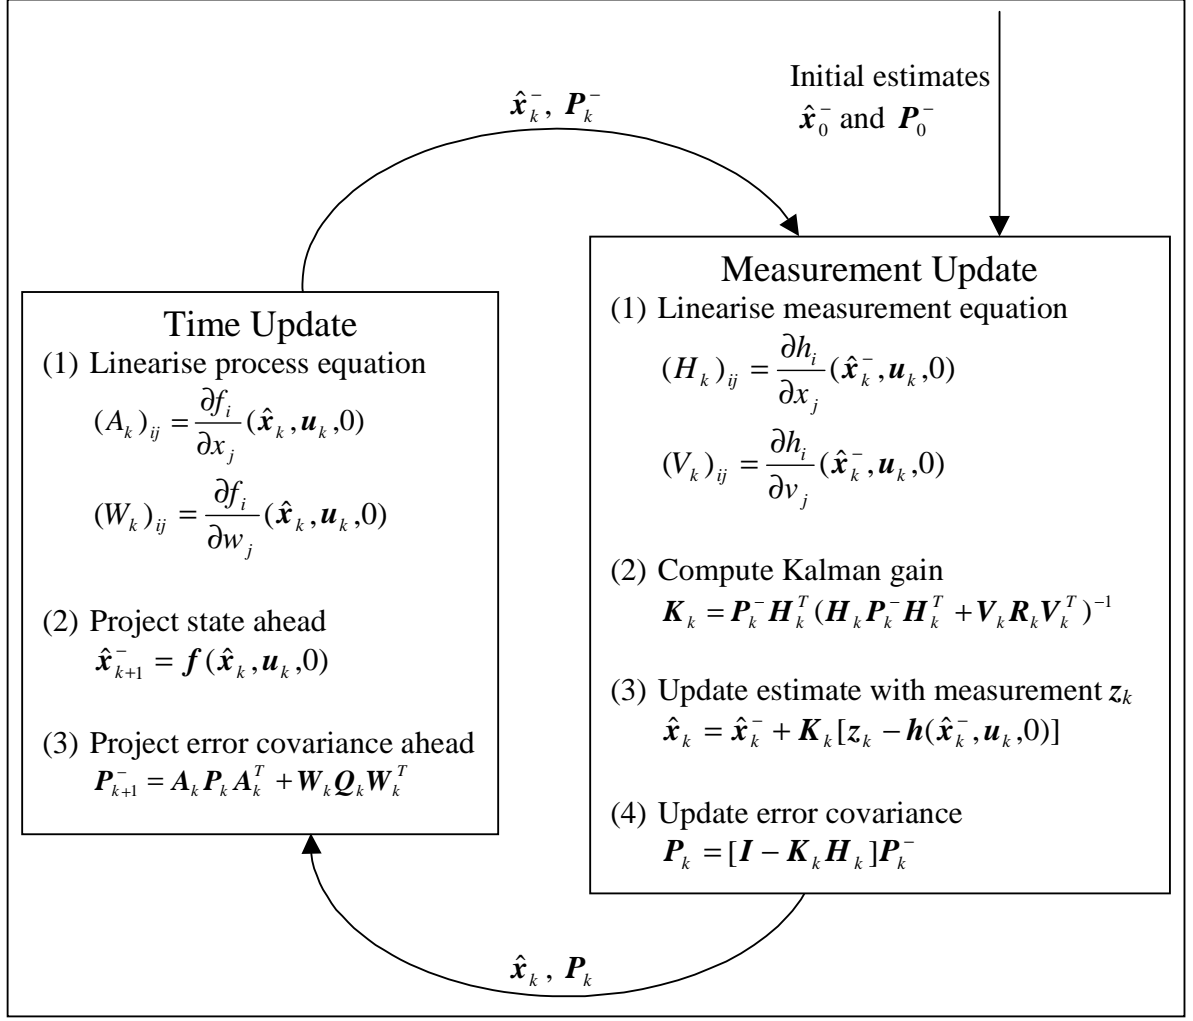 Initial estimates
x̂₀⁻ and P₀⁻
x̂ₖ⁻, Pₖ⁻
Time Update
(1) Linearise process equation
(Aₖ)ᵢⱼ = ∂fᵢ/∂xⱼ (x̂ₖ, uₖ, 0)
(Wₖ)ᵢⱼ = ∂fᵢ/∂wⱼ (x̂ₖ, uₖ, 0)
(2) Project state ahead
x̂ₖ₊₁⁻ = f(x̂ₖ, uₖ, 0)
(3) Project error covariance ahead
Pₖ₊₁⁻ = AₖPₖAₖᵀ + WₖQₖWₖᵀ
Measurement Update
(1) Linearise measurement equation
(Hₖ)ᵢⱼ = ∂hᵢ/∂xⱼ (x̂ₖ⁻, uₖ, 0)
(Vₖ)ᵢⱼ = ∂hᵢ/∂vⱼ (x̂ₖ⁻, uₖ, 0)
(2) Compute Kalman gain
Kₖ = Pₖ⁻Hₖᵀ(HₖPₖ⁻Hₖᵀ + VₖRₖVₖᵀ)⁻¹
(3) Update estimate with measurement zₖ
x̂ₖ = x̂ₖ⁻ + Kₖ[zₖ − h(x̂ₖ⁻, uₖ, 0)]
(4) Update error covariance
Pₖ = [I − KₖHₖ]Pₖ⁻
x̂ₖ, Pₖ